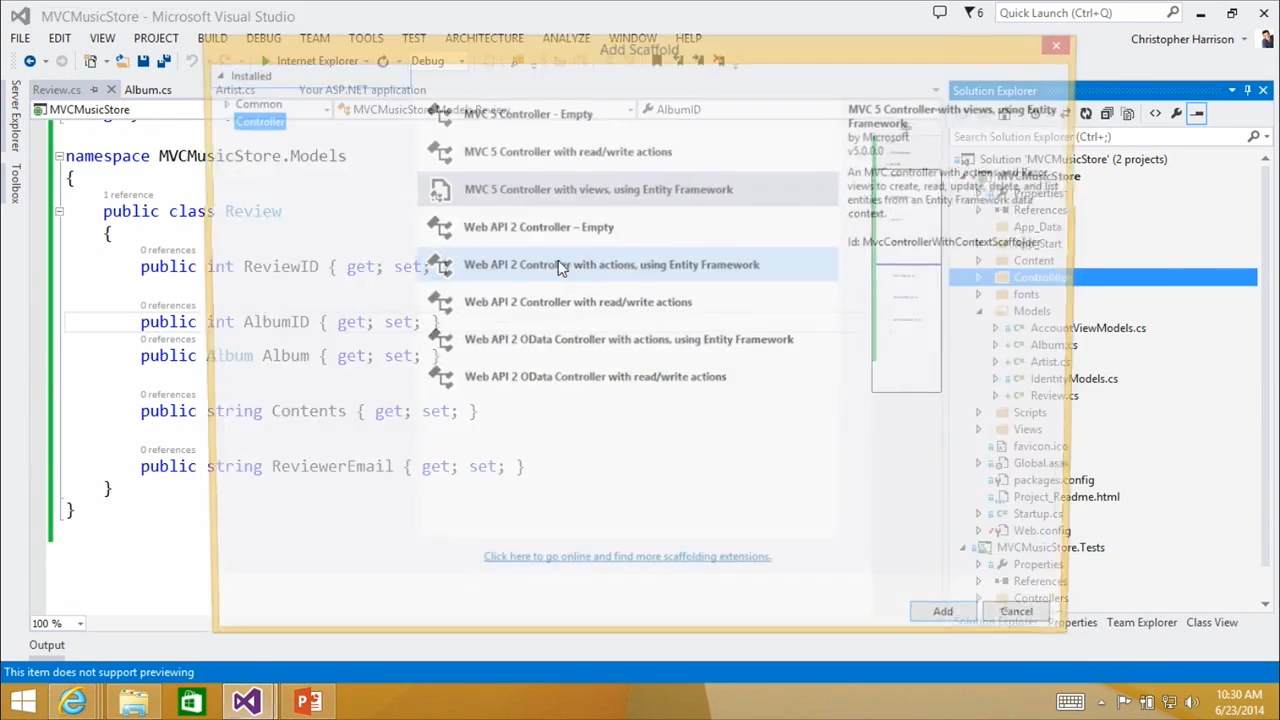 MVCMusicStore - Microsoft Visual Studio
6
Quick Launch (Ctrl+Q)
FILE EDIT VIEW PROJECT BUILD DEBUG TEAM TOOLS TEST ARCHITECTURE ANALYZE WINDOW HELP
Christopher Harrison
Add Scaffold
Internet Explorer
Debug
Server Explorer
Toolbox
Review.cs
Album.cs
Artist.cs
Your ASP.NET application
MVCMusicStore
MVCMusicStore.Models.Review
AlbumID
namespace MVCMusicStore.Models
{
1 reference
public class Review
{
0 references
public int ReviewID { get; set;
0 references
public int AlbumID { get; set; }
0 references
public Album Album { get; set; }
0 references
public string Contents { get; set; }
0 references
public string ReviewerEmail { get; set; }
}
}
100 %
Installed
Common
Controller
MVC 5 Controller - Empty
MVC 5 Controller with read/write actions
MVC 5 Controller with views, using Entity Framework
Web API 2 Controller – Empty
Web API 2 Controller with actions, using Entity Framework
Web API 2 Controller with read/write actions
Web API 2 OData Controller with actions, using Entity Framework
Web API 2 OData Controller with read/write actions
Click here to go online and find more scaffolding extensions.
MVC 5 Controller with views, using Entity
Framework
by Microsoft
v5.0.0.0
An MVC controller with actions and Razor
views to create, read, update, delete, and list
entities from an Entity Framework data
context.
Id: MvcControllerWithContextScaffolder
Add
Cancel
Solution Explorer
Search Solution Explorer (Ctrl+;)
Solution 'MVCMusicStore' (2 projects)
MVCMusicStore
Properties
References
App_Data
App_Start
Content
Controllers
fonts
Models
AccountViewModels.cs
Album.cs
Artist.cs
IdentityModels.cs
Review.cs
Scripts
Views
favicon.ico
Global.asax
packages.config
Project_Readme.html
Startup.cs
Web.config
MVCMusicStore.Tests
Properties
References
Controllers
Solution Explorer
Properties
Team Explorer
Class View
Output
This item does not support previewing
10:30 AM
6/23/2014